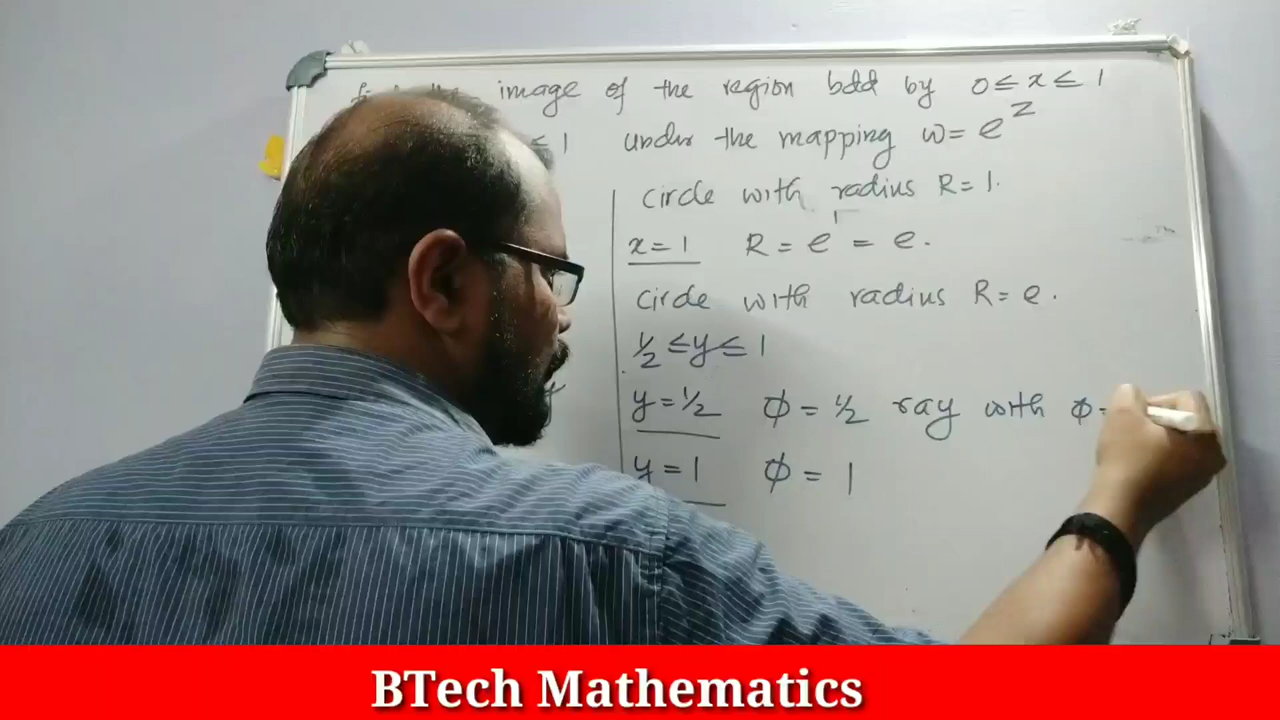 image of the region bdd by 0 ≤ x ≤ 1
≤ 1 under the mapping w = e^z
circle with radius R = 1.
x = 1 R = e^1 = e.
circle with radius R = e.
1/2 ≤ y ≤ 1
y = 1/2 φ = 1/2 ray with φ =
y = 1 φ = 1
BTech Mathematics